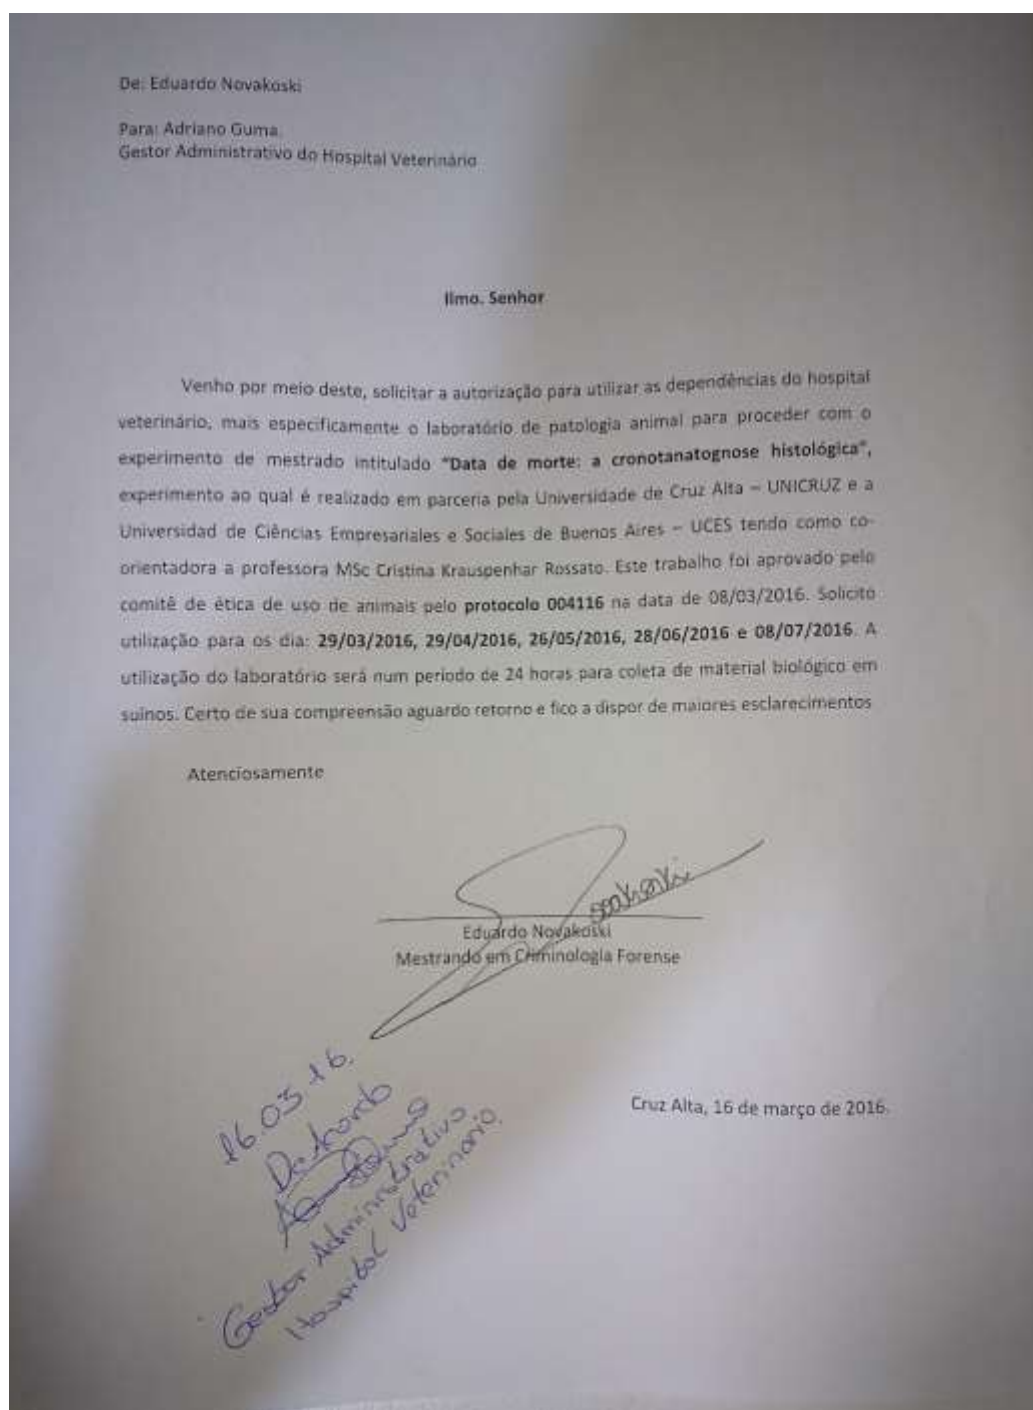 De: Eduardo Novakoski
Para: Adriano Guma.
Gestor Administrativo do Hospital Veterinário
Ilmo. Senhor
Venho por meio deste, solicitar a autorização para utilizar as dependências do hospital
veterinário, mais especificamente o laboratório de patologia animal para proceder com o
experimento de mestrado intitulado “Data de morte: a cronotanatognose histológica”,
experimento ao qual é realizado em parceria pela Universidade de Cruz Alta – UNICRUZ e a
Universidad de Ciências Empresariales e Sociales de Buenos Aires – UCES tendo como co-
orientadora a professora MSc Cristina Krauspenhar Rossato. Este trabalho foi aprovado pelo
comitê de ética de uso de animais pelo protocolo 004116 na data de 08/03/2016. Solicito
utilização para os dia: 29/03/2016, 29/04/2016, 26/05/2016, 28/06/2016 e 08/07/2016. A
utilização do laboratório será num período de 24 horas para coleta de material biológico em
suínos. Certo de sua compreensão aguardo retorno e fico a dispor de maiores esclarecimentos
Atenciosamente
Eduardo Novakoski
Mestrando em Criminologia Forense
Cruz Alta, 16 de março de 2016.
16.03.16.
De Acordo
Gestor Administrativo
Hospital Veterinario.